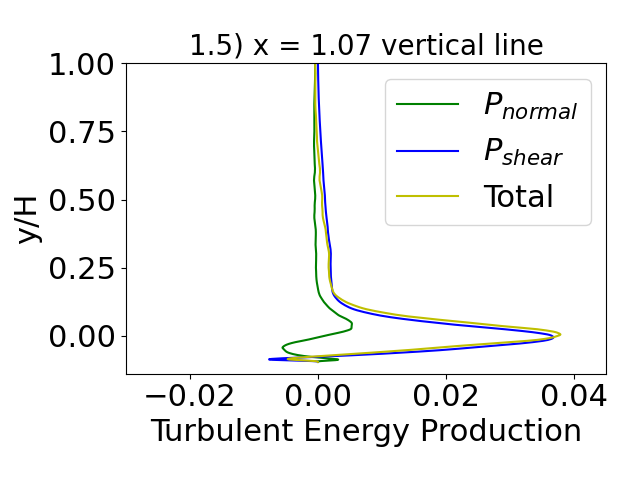 1.5) x = 1.07 vertical line
1.00
0.75
0.50
0.25
0.00
y/H
P_normal
P_shear
Total
−0.02 0.00 0.02 0.04
Turbulent Energy Production